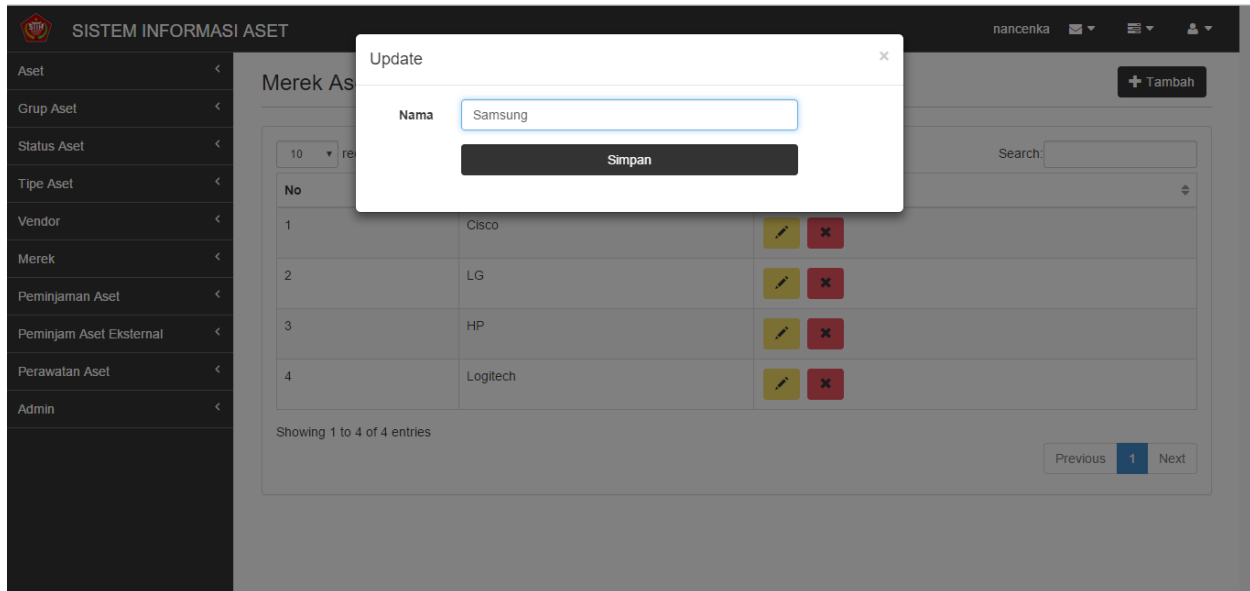 SISTEM INFORMASI ASET
nancenka
Update
×
Nama
Samsung
Simpan
Aset
Grup Aset
Status Aset
Tipe Aset
Vendor
Merek
Peminjaman Aset
Peminjam Aset Eksternal
Perawatan Aset
Admin
Merek As
Tambah
10 re
Search:
No
1 Cisco
2 LG
3 HP
4 Logitech
Showing 1 to 4 of 4 entries
Previous 1 Next